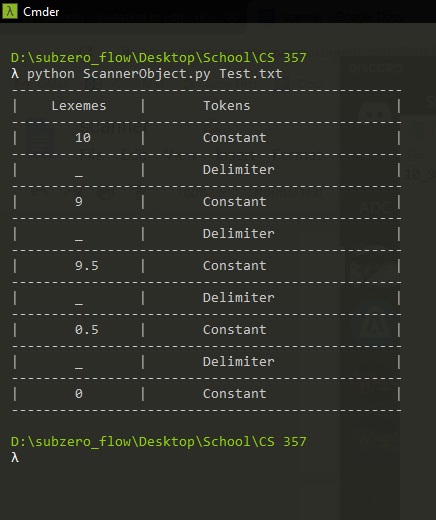 Cmder
D:\subzero_flow\Desktop\School\CS 357
λ python ScannerObject.py Test.txt
-------------------------------------------------
|    Lexemes    |       Tokens                  |
-------------------------------------------------
|       10      |       Constant                |
-------------------------------------------------
|       _       |       Delimiter               |
-------------------------------------------------
|       9       |       Constant                |
-------------------------------------------------
|       _       |       Delimiter               |
-------------------------------------------------
|       9.5     |       Constant                |
-------------------------------------------------
|       _       |       Delimiter               |
-------------------------------------------------
|       0.5     |       Constant                |
-------------------------------------------------
|       _       |       Delimiter               |
-------------------------------------------------
|       0       |       Constant                |
-------------------------------------------------
D:\subzero_flow\Desktop\School\CS 357
λ